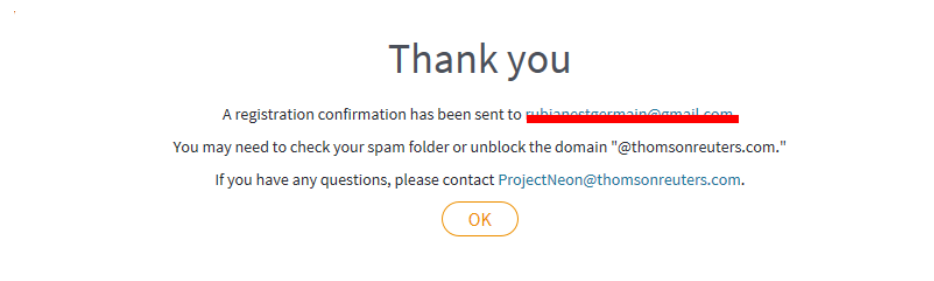 Thank you
A registration confirmation has been sent to
You may need to check your spam folder or unblock the domain "@thomsonreuters.com."
If you have any questions, please contact ProjectNeon@thomsonreuters.com.
OK